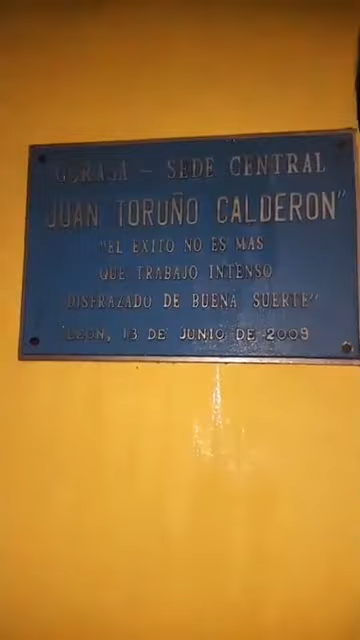 GURASA — SEDE CENTRAL
JUAN TORUÑO CALDERON"
"EL EXITO NO ES MAS
QUE TRABAJO INTENSO
DISFRAZADO DE BUENA SUERTE"
LEON, 13 DE JUNIO DE 2009